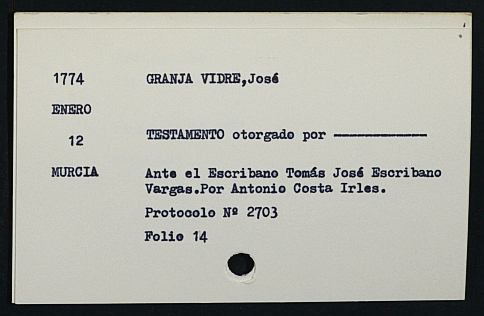 1774 GRANJA VIDRE,José
ENERO
12 TESTAMENTO otorgado por ------------
MURCIA Ante el Escribano Tomás José Escribano
Vargas.Por Antonio Costa Irles.
Protocolo Nº 2703
Folio 14